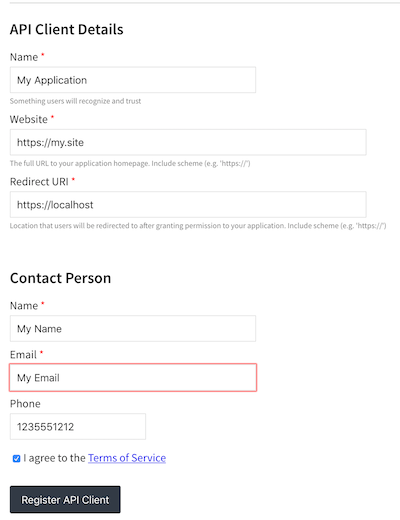 API Client Details
Name *
My Application
Something users will recognize and trust
Website *
https://my.site
The full URL to your application homepage. Include scheme (e.g. 'https://')
Redirect URI *
https://localhost
Location that users will be redirected to after granting permission to your application. Include scheme (e.g. 'https://')
Contact Person
Name *
My Name
Email *
My Email
Phone
1235551212
I agree to the Terms of Service
Register API Client